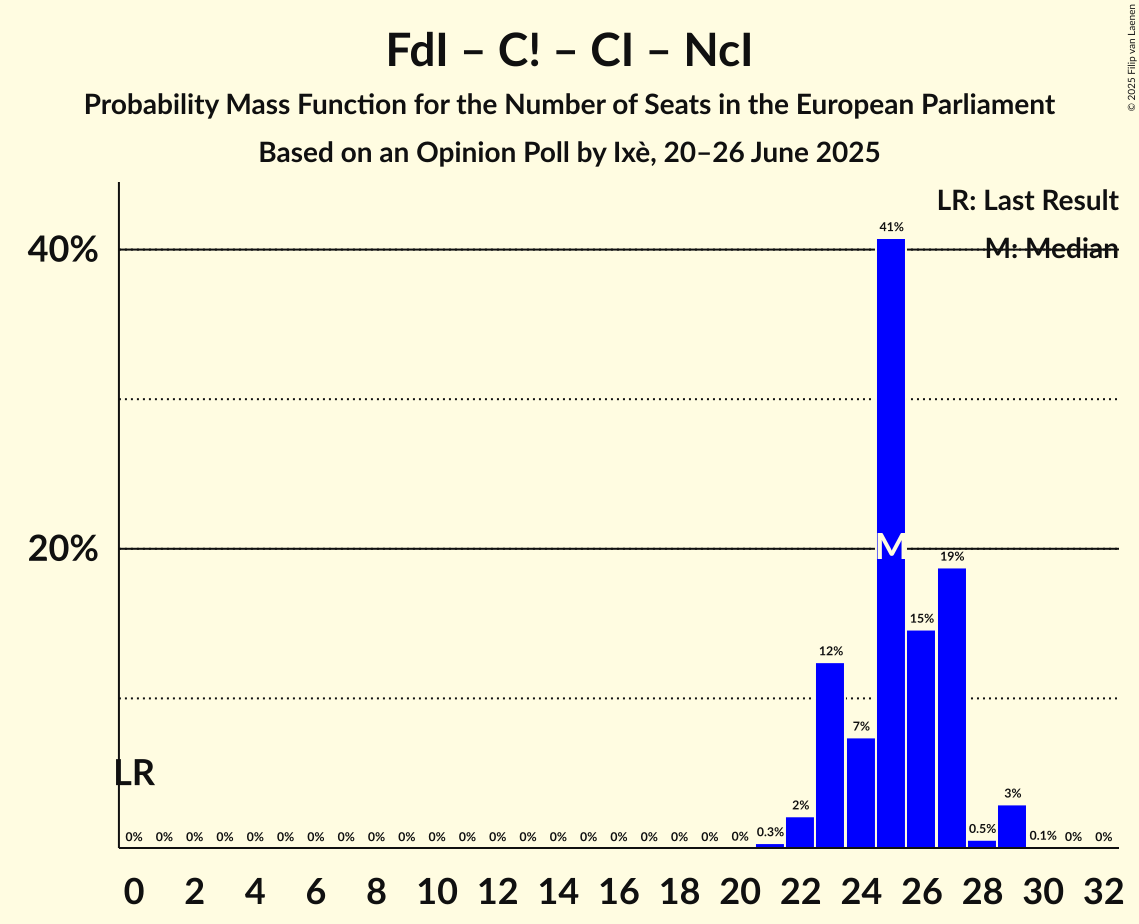 FdI – C! – CI – NcI
Probability Mass Function for the Number of Seats in the European Parliament
Based on an Opinion Poll by Ixè, 20–26 June 2025
© 2025 Filip van Laenen
LR: Last Result
M: Median
40%
20%
41%
M
19%
15%
12%
7%
LR
3%
2%
0% 0% 0% 0% 0% 0% 0% 0% 0% 0% 0% 0% 0% 0% 0% 0% 0% 0% 0% 0% 0% 0.3% 0.5% 0.1% 0% 0%
0 2 4 6 8 10 12 14 16 18 20 22 24 26 28 30 32